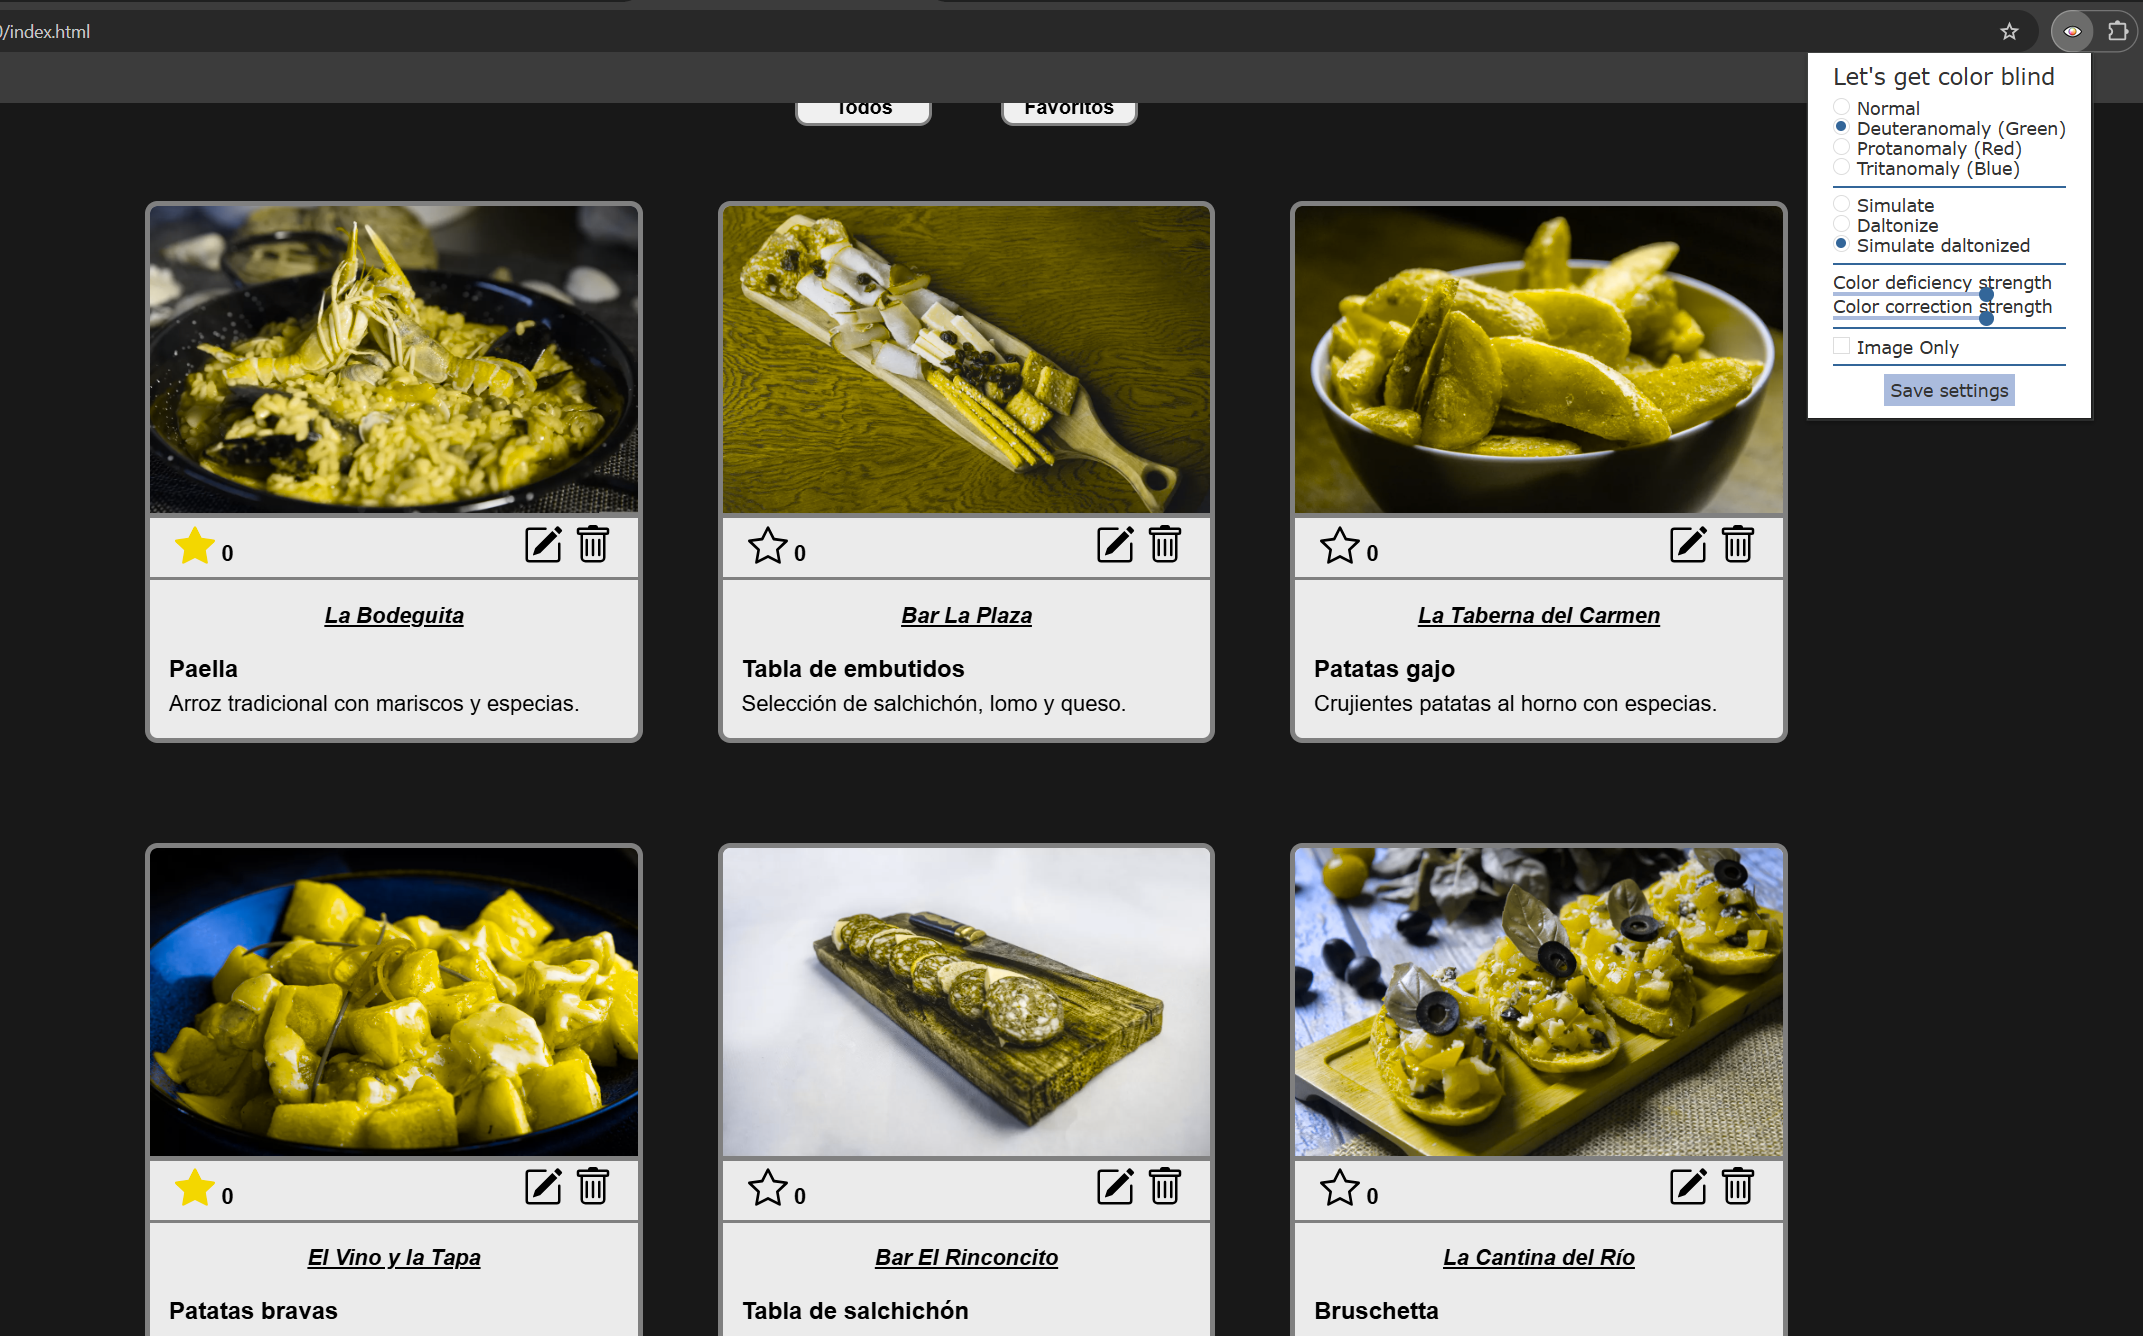 /index.html
Let's get color blind
Normal
Deuteranomaly (Green)
Protanomaly (Red)
Tritanomaly (Blue)
Simulate
Daltonize
Simulate daltonized
Color deficiency strength
Color correction strength
Image Only
Save settings
Todos
Favoritos
0
La Bodeguita
Paella
Arroz tradicional con mariscos y especias.
0
Bar La Plaza
Tabla de embutidos
Selección de salchichón, lomo y queso.
0
La Taberna del Carmen
Patatas gajo
Crujientes patatas al horno con especias.
0
El Vino y la Tapa
Patatas bravas
0
Bar El Rinconcito
Tabla de salchichón
0
La Cantina del Río
Bruschetta